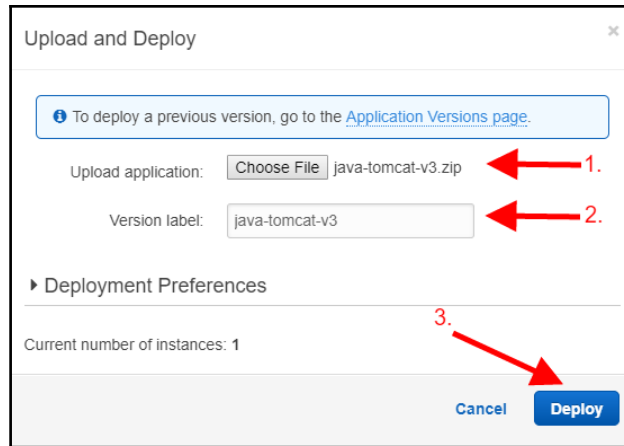 Upload and Deploy ×
To deploy a previous version, go to the Application Versions page.
Upload application: Choose File java-tomcat-v3.zip 1.
Version label: java-tomcat-v3 2.
Deployment Preferences
3.
Current number of instances: 1
Cancel Deploy